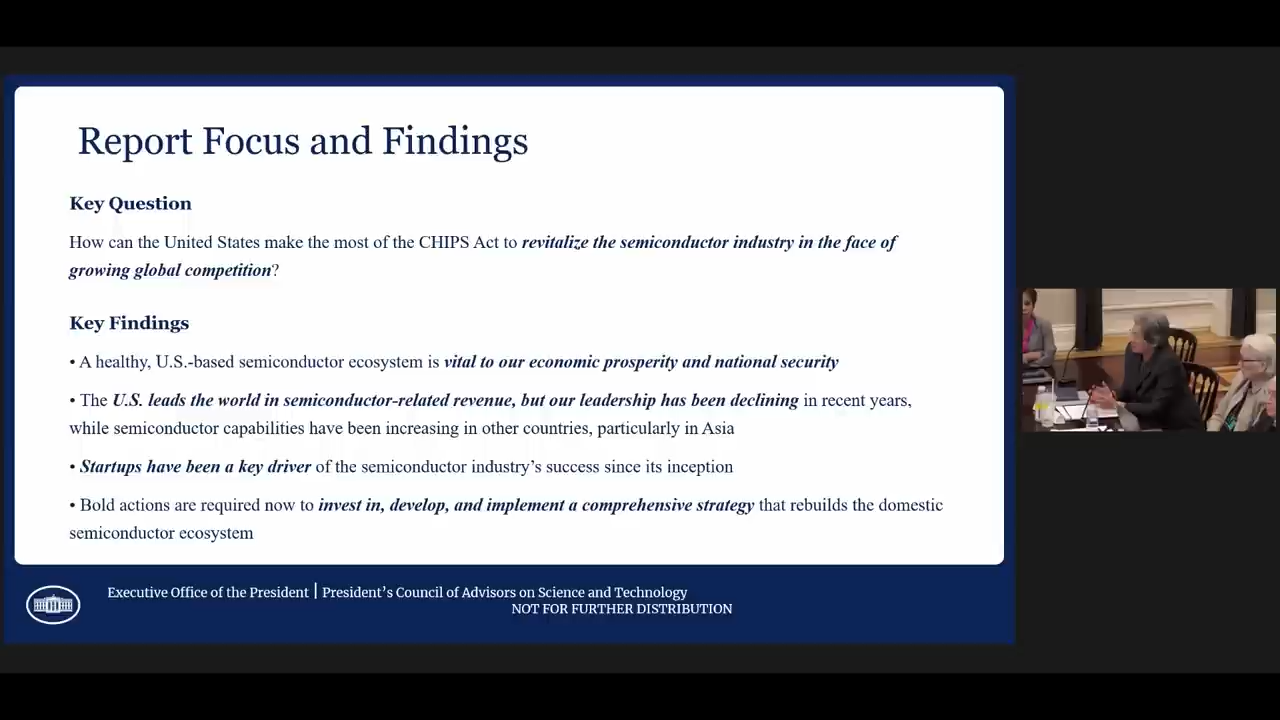 Report Focus and Findings
Key Question
How can the United States make the most of the CHIPS Act to revitalize the semiconductor industry in the face of
growing global competition?
Key Findings
• A healthy, U.S.-based semiconductor ecosystem is vital to our economic prosperity and national security
• The U.S. leads the world in semiconductor-related revenue, but our leadership has been declining in recent years,
while semiconductor capabilities have been increasing in other countries, particularly in Asia
• Startups have been a key driver of the semiconductor industry’s success since its inception
• Bold actions are required now to invest in, develop, and implement a comprehensive strategy that rebuilds the domestic
semiconductor ecosystem
Executive Office of the President | President’s Council of Advisors on Science and Technology
NOT FOR FURTHER DISTRIBUTION